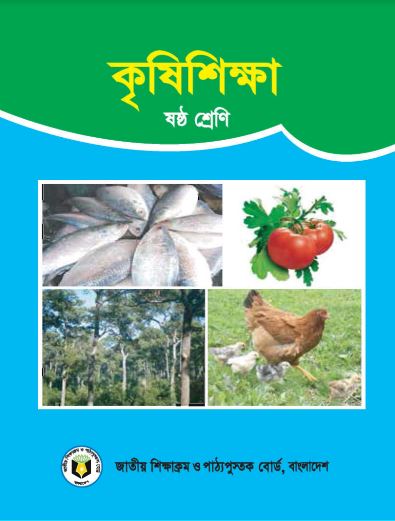 কৃষিশিক্ষা
ষষ্ঠ শ্রেণি
জাতীয় শিক্ষাক্রম ও পাঠ্যপুস্তক বোর্ড, বাংলাদেশ